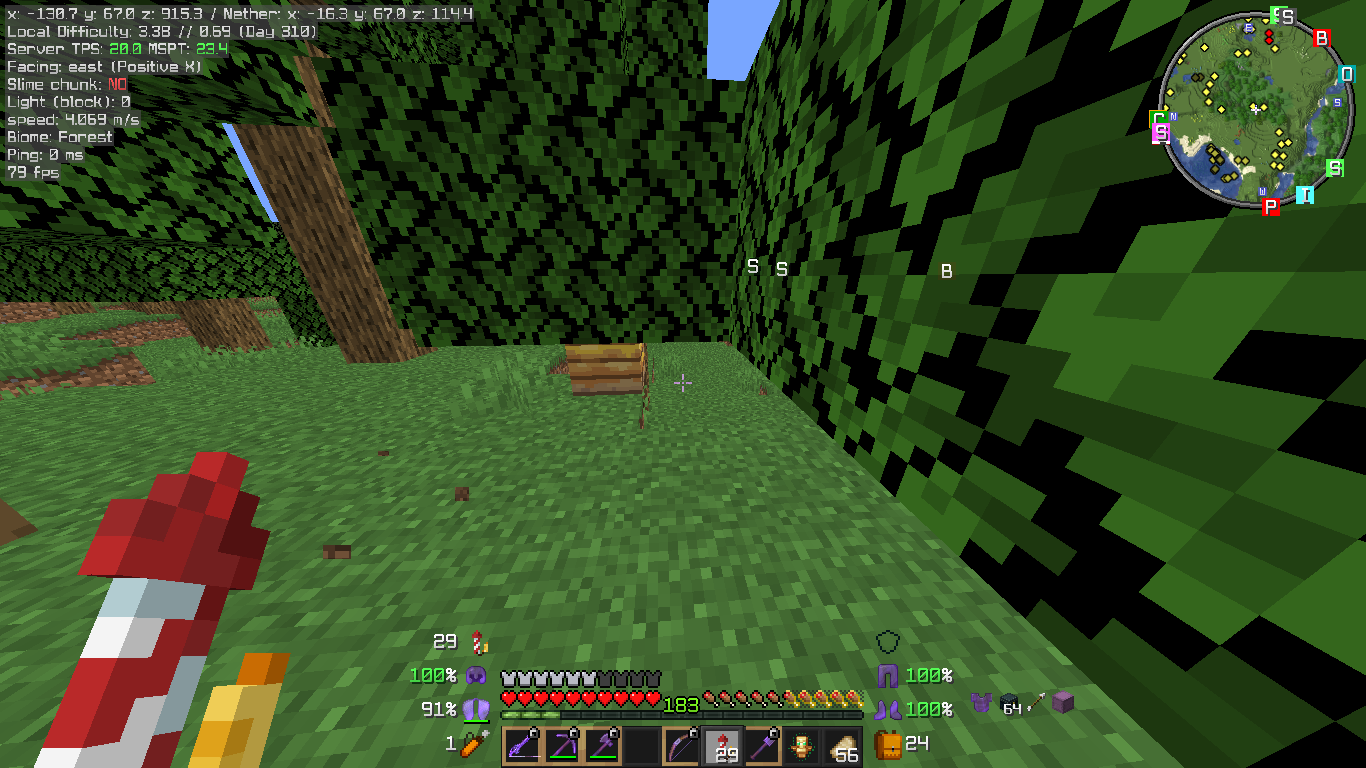 x: -130.7 y: 67.0 z: 915.3 / Nether: x: -16.3 y: 67.0 z: 114.4
Local Difficulty: 3.38 // 0.69 (Day 310)
Server TPS: 20.0 MSPT: 23.4
Facing: east (Positive X)
Slime chunk: NO
Light (block): 0
speed: 4.069 m/s
Biome: Forest
Ping: 0 ms
79 fps
S
B
O
S
N
S
S
I
W
P
S S
B
29
100%
91%
1
183
100%
100%
64
29
56
24